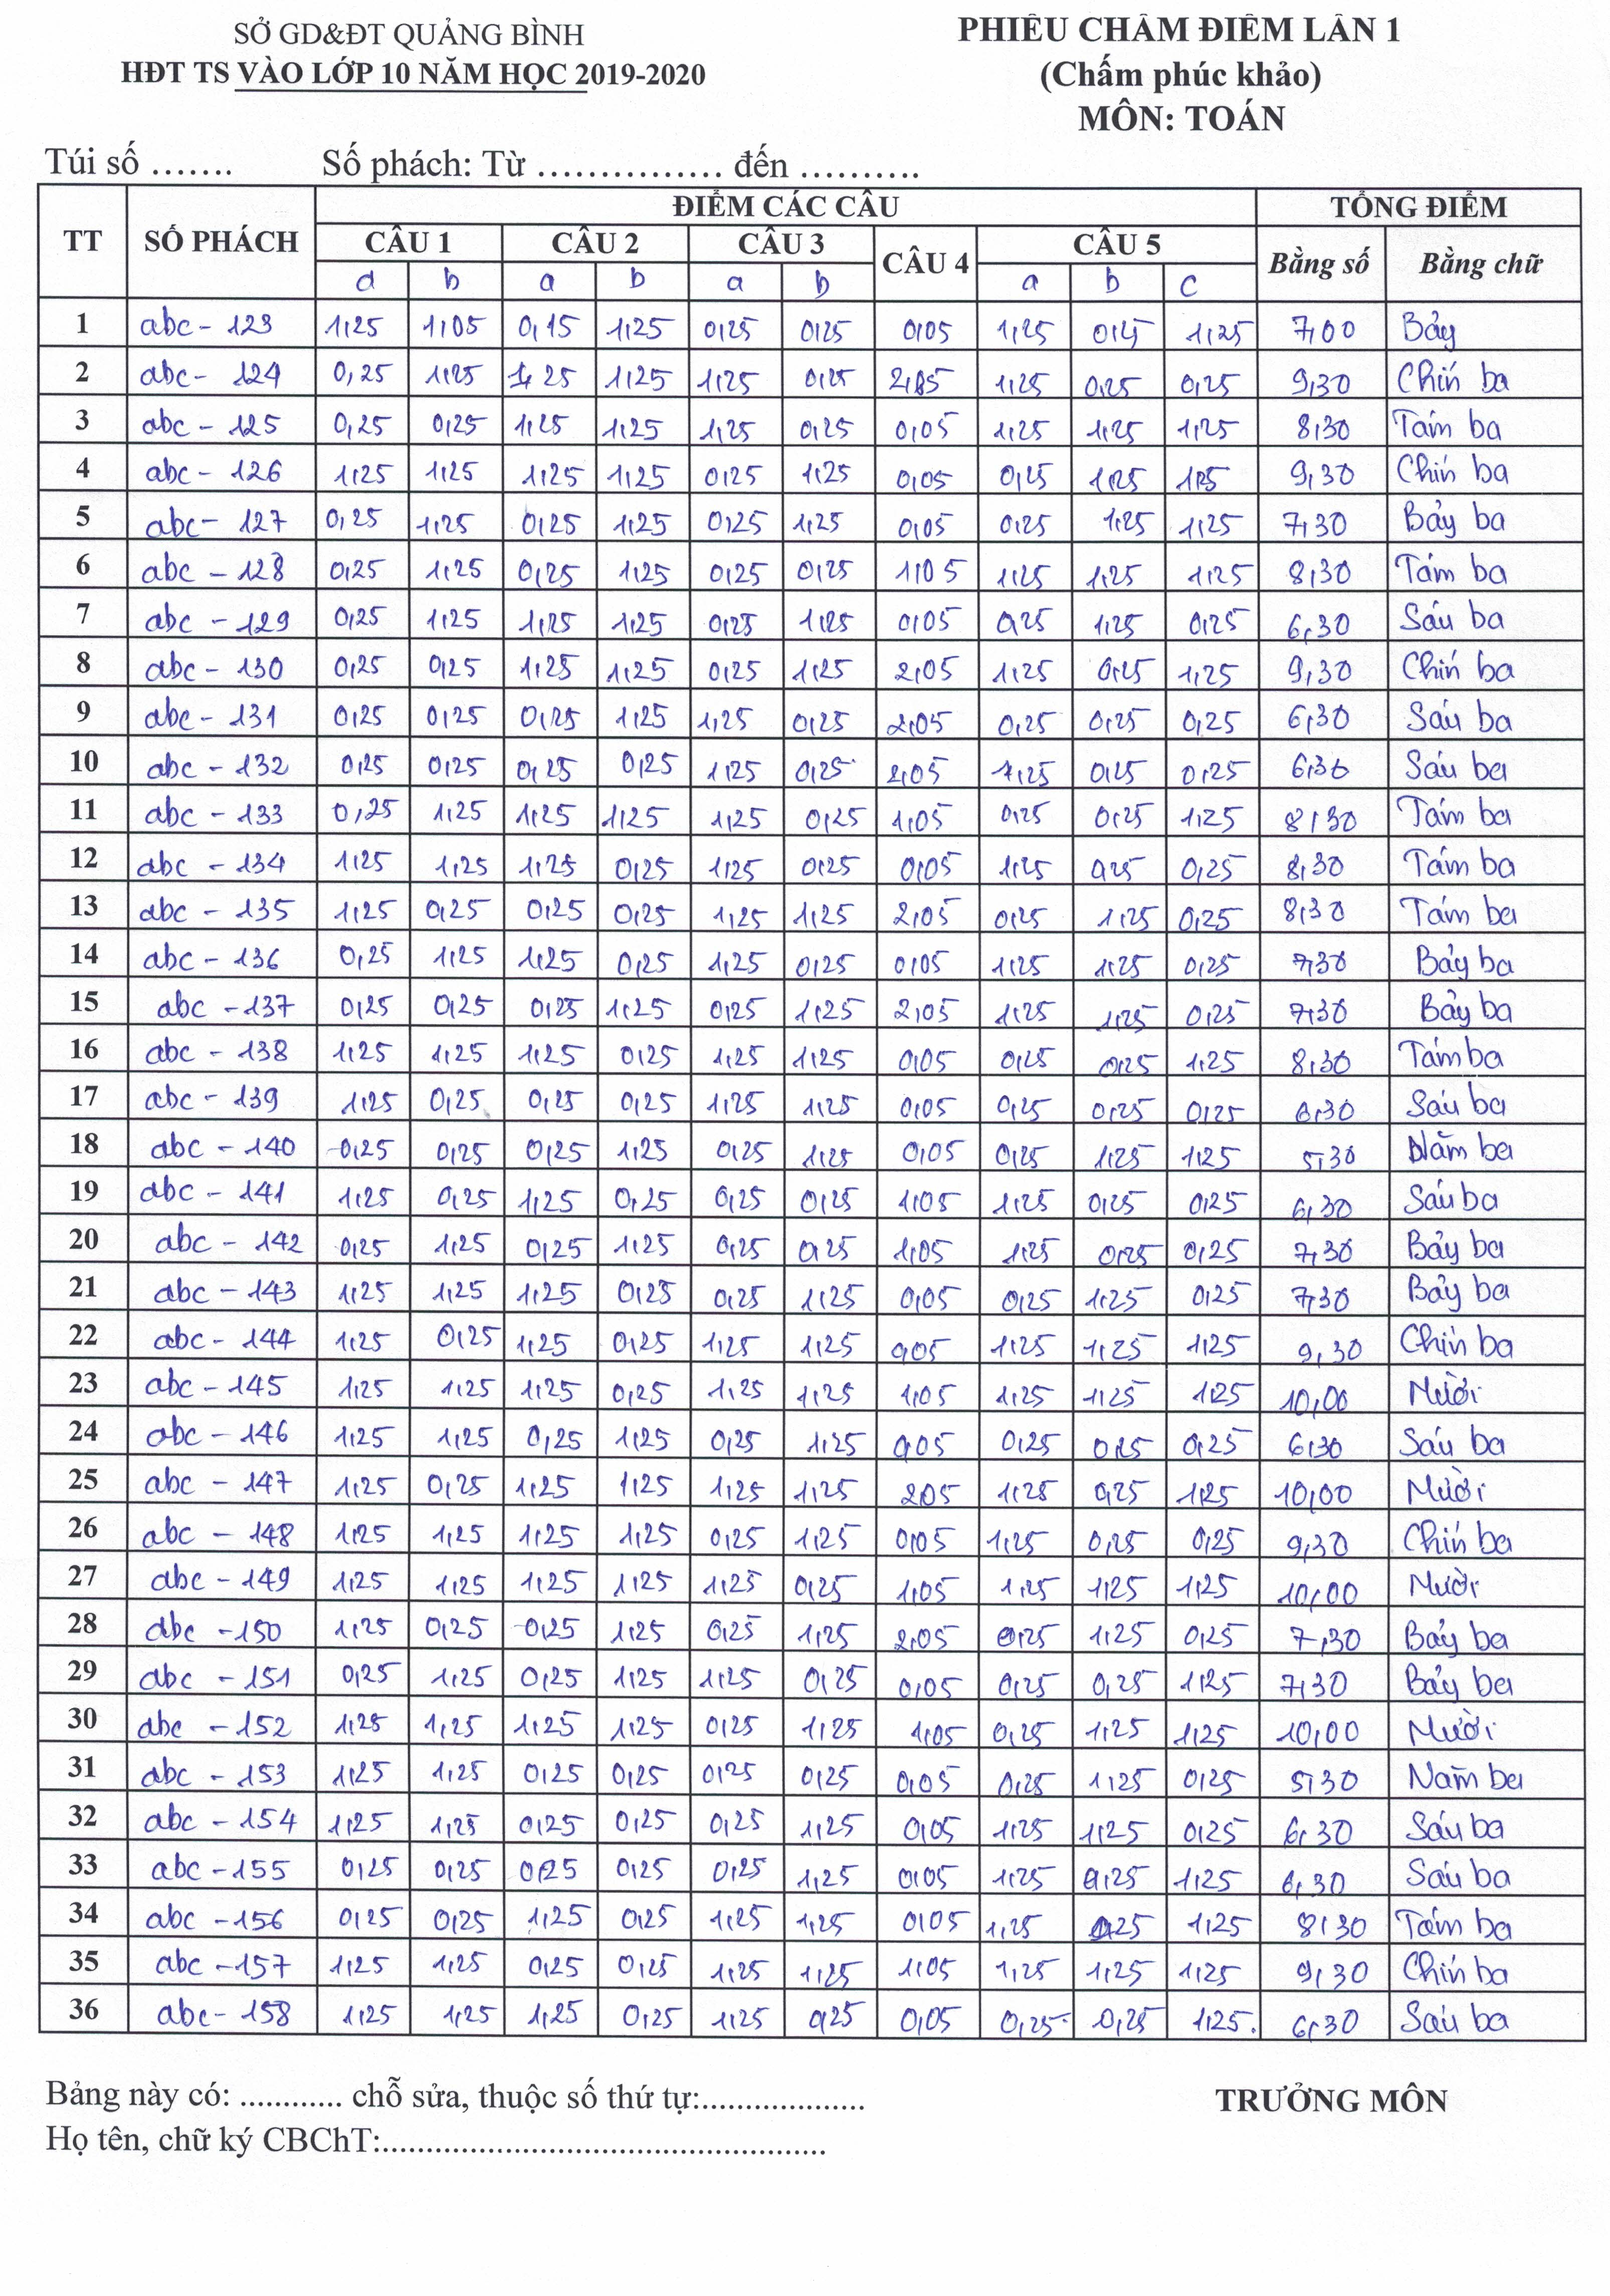 SỞ GD&ĐT QUẢNG BÌNH
HĐT TS VÀO LỚP 10 NĂM HỌC 2019-2020
PHIẾU CHẤM ĐIỂM LẦN 1
(Chấm phúc khảo)
MÔN: TOÁN
Túi số ....... Số phách: Từ ............... đến ..........
TT SỐ PHÁCH ĐIỂM CÁC CÂU TỔNG ĐIỂM
CÂU 1 CÂU 2 CÂU 3 CÂU 4 CÂU 5 Bằng số Bằng chữ
a b a b a b a b c
1 abc - 123 1,25 1,05 0,15 1,25 0,25 0,25 0,05 1,25 0,5 1,25 7,00 Bảy
2 abc - 124 0,25 1,25 1,25 1,25 1,25 0,25 2,05 1,25 0,25 0,25 9,30 Chín ba
3 abc - 125 0,25 0,25 1,25 1,25 1,25 0,25 0,05 1,25 1,25 1,25 8,30 Tám ba
4 abc - 126 1,25 1,25 1,25 1,25 0,25 1,25 0,05 0,25 1,25 1,25 9,30 Chín ba
5 abc - 127 0,25 1,25 0,25 1,25 0,25 1,25 0,05 0,25 1,25 1,25 7,30 Bảy ba
6 abc - 128 0,25 1,25 0,25 1,25 0,25 0,25 1,05 1,25 1,25 1,25 8,30 Tám ba
7 abc - 129 0,25 1,25 1,25 1,25 0,25 1,25 0,05 0,25 1,25 0,25 6,30 Sáu ba
8 abc - 130 0,25 0,25 1,25 1,25 0,25 1,25 2,05 1,25 0,25 1,25 9,30 Chín ba
9 abc - 131 0,25 0,25 0,25 1,25 1,25 0,25 2,05 0,25 0,25 0,25 6,30 Sáu ba
10 abc - 132 0,25 0,25 0,25 0,25 1,25 0,25 2,05 1,25 0,25 0,25 6,30 Sáu ba
11 abc - 133 0,25 1,25 1,25 1,25 1,25 0,25 1,05 0,25 0,25 1,25 8,30 Tám ba
12 abc - 134 1,25 1,25 1,25 0,25 1,25 0,25 0,05 1,25 0,25 0,25 8,30 Tám ba
13 abc - 135 1,25 0,25 0,25 0,25 1,25 1,25 2,05 0,25 1,25 0,25 8,30 Tám ba
14 abc - 136 0,25 1,25 1,25 0,25 1,25 0,25 0,05 1,25 1,25 0,25 7,30 Bảy ba
15 abc - 137 0,25 0,25 0,25 1,25 0,25 1,25 2,05 1,25 1,25 0,25 7,30 Bảy ba
16 abc - 138 1,25 1,25 1,25 0,25 1,25 1,25 0,05 0,25 0,25 1,25 8,30 Tám ba
17 abc - 139 1,25 0,25 0,25 0,25 1,25 1,25 0,05 0,25 0,25 0,25 6,30 Sáu ba
18 abc - 140 0,25 0,25 0,25 1,25 0,25 1,25 0,05 0,25 1,25 1,25 5,30 Năm ba
19 abc - 141 1,25 0,25 1,25 0,25 0,25 0,25 1,05 1,25 0,25 0,25 6,30 Sáu ba
20 abc - 142 0,25 1,25 0,25 1,25 0,25 0,25 1,05 1,25 0,25 0,25 7,30 Bảy ba
21 abc - 143 1,25 1,25 1,25 0,25 0,25 1,25 0,05 0,25 1,25 0,25 7,30 Bảy ba
22 abc - 144 1,25 0,25 1,25 0,25 1,25 1,25 0,05 1,25 1,25 1,25 9,30 Chín ba
23 abc - 145 1,25 1,25 1,25 0,25 1,25 1,25 1,05 1,25 1,25 1,25 10,00 Mười
24 abc - 146 1,25 1,25 0,25 1,25 0,25 1,25 0,05 0,25 0,25 0,25 6,30 Sáu ba
25 abc - 147 1,25 0,25 1,25 1,25 1,25 1,25 2,05 1,25 0,25 1,25 10,00 Mười
26 abc - 148 1,25 1,25 1,25 1,25 0,25 1,25 0,05 1,25 0,25 0,25 9,30 Chín ba
27 abc - 149 1,25 1,25 1,25 1,25 1,25 0,25 1,05 1,25 1,25 1,25 10,00 Mười
28 abc - 150 1,25 0,25 0,25 1,25 0,25 1,25 2,05 0,25 1,25 0,25 7,30 Bảy ba
29 abc - 151 0,25 1,25 0,25 1,25 1,25 0,25 0,05 0,25 0,25 1,25 7,30 Bảy ba
30 abc - 152 1,25 1,25 1,25 1,25 0,25 1,25 1,05 0,25 1,25 1,25 10,00 Mười
31 abc - 153 1,25 1,25 0,25 0,25 0,25 0,25 0,05 0,25 1,25 0,25 5,30 Năm ba
32 abc - 154 1,25 1,25 0,25 0,25 0,25 1,25 0,05 1,25 1,25 0,25 6,30 Sáu ba
33 abc - 155 0,25 0,25 0,25 0,25 0,25 1,25 0,05 1,25 0,25 1,25 6,30 Sáu ba
34 abc - 156 0,25 0,25 1,25 0,25 1,25 1,25 0,05 1,25 0,25 1,25 8,30 Tám ba
35 abc - 157 1,25 1,25 0,25 0,25 1,25 1,25 1,05 1,25 1,25 1,25 9,30 Chín ba
36 abc - 158 1,25 1,25 1,25 0,25 1,25 0,25 0,05 0,25 0,25 1,25 6,30 Sáu ba
Bảng này có: ............ chỗ sửa, thuộc số thứ tự:...................
TRƯỞNG MÔN
Họ tên, chữ ký CBChT:....................................................